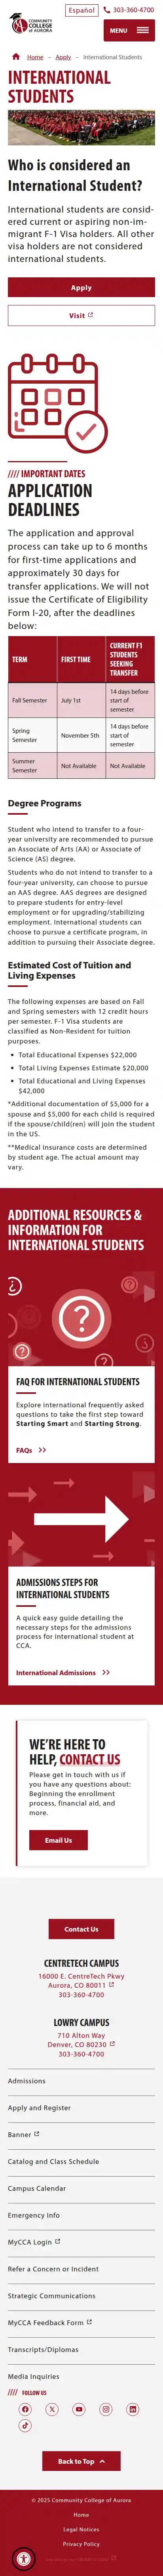 Español
303-360-4700
COMMUNITY
COLLEGE
OF AURORA
MENU
Home – Apply – International Students
INTERNATIONAL
STUDENTS
Who is considered an
International Student?
International students are consid-
ered current or aspiring non-im-
migrant F-1 Visa holders. All other
visa holders are not considered
international students.
Apply
Visit
//// IMPORTANT DATES
APPLICATION
DEADLINES
The application and approval
process can take up to 6 months
for first-time applications and
approximately 30 days for
transfer applications. We will not
issue the Certificate of Eligibility
Form I-20, after the deadlines
below:
TERM FIRST TIME CURRENT F1 STUDENTS SEEKING TRANSFER
Fall Semester July 1st 14 days before start of semester
Spring Semester November 5th 14 days before start of semester
Summer Semester Not Available Not Available
Degree Programs
Students who intend to transfer to a four-
year university are recommended to pursue
an Associate of Arts (AA) or Associate of
Science (AS) degree.
Students who do not intend to transfer to a
four-year university, can choose to pursue
an AAS degree. AAS degrees are designed
to prepare students for entry-level
employment or for upgrading/stabilizing
employment. International students can
choose to pursue a certificate program, in
addition to pursuing their Associate degree.
Estimated Cost of Tuition and
Living Expenses
The following expenses are based on Fall
and Spring semesters with 12 credit hours
per semester. F-1 Visa students are
classified as Non-Resident for tuition
purposes.
• Total Educational Expenses $22,000
• Total Living Expenses Estimate $20,000
• Total Educational and Living Expenses
$42,000
*Additional documentation of $5,000 for a
spouse and $5,000 for each child is required
if the spouse/child(ren) will join the student
in the US.
**Medical insurance costs are determined
by student age. The actual amount may
vary.
ADDITIONAL RESOURCES &
INFORMATION FOR
INTERNATIONAL STUDENTS
FAQ FOR INTERNATIONAL STUDENTS
Explore international frequently asked
questions to take the first step toward
Starting Smart and Starting Strong.
FAQs
ADMISSIONS STEPS FOR
INTERNATIONAL STUDENTS
A quick easy guide detailing the
necessary steps for the admissions
process for international student at
CCA.
International Admissions
WE'RE HERE TO
HELP, CONTACT US
Please get in touch with us if
you have any questions about:
Beginning the enrollment
process, financial aid, and
more.
Email Us
Contact Us
CENTRETECH CAMPUS
16000 E. CentreTech Pkwy
Aurora, CO 80011
303-360-4700
LOWRY CAMPUS
710 Alton Way
Denver, CO 80230
303-360-4700
Admissions
Apply and Register
Banner
Catalog and Class Schedule
Campus Calendar
Emergency Info
MyCCA Login
Refer a Concern or Incident
Strategic Communications
MyCCA Feedback Form
Transcripts/Diplomas
Media Inquiries
//// FOLLOW US
Back to Top
© 2025 Community College of Aurora
Home
Legal Notices
Privacy Policy